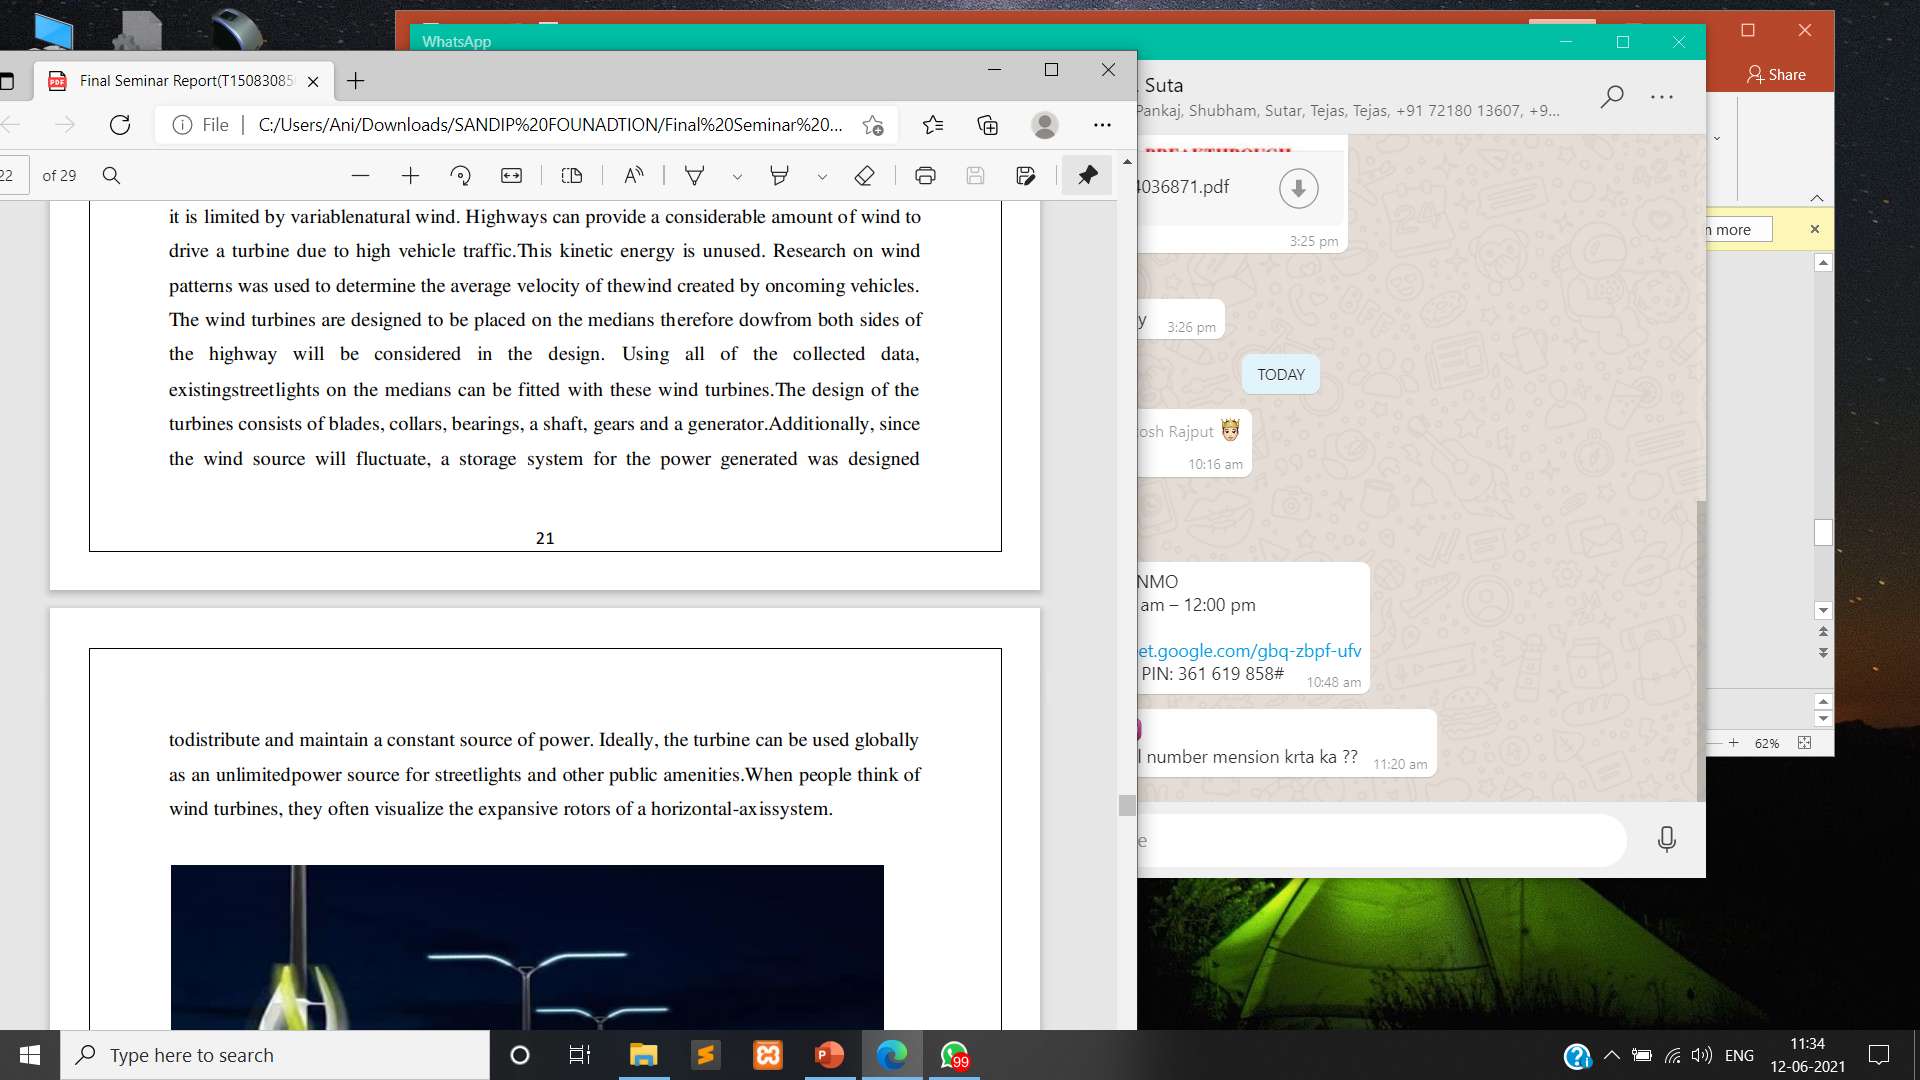 WhatsApp
Share
Final Seminar Report(T15083085
Suta
Pankaj, Shubham, Sutar, Tejas, Tejas, +91 72180 13607, +9...
File
C:/Users/Ani/Downloads/SANDIP%20FOUNADTION/Final%20Seminar%20...
22 of 29
it is limited by variablenatural wind. Highways can provide a considerable amount of wind to
drive a turbine due to high vehicle traffic.This kinetic energy is unused. Research on wind
patterns was used to determine the average velocity of thewind created by oncoming vehicles.
The wind turbines are designed to be placed on the medians therefore dowfrom both sides of
the highway will be considered in the design. Using all of the collected data,
existingstreetlights on the medians can be fitted with these wind turbines.The design of the
turbines consists of blades, collars, bearings, a shaft, gears and a generator.Additionally, since
the wind source will fluctuate, a storage system for the power generated was designed
21
todistribute and maintain a constant source of power. Ideally, the turbine can be used globally
as an unlimitedpower source for streetlights and other public amenities.When people think of
wind turbines, they often visualize the expansive rotors of a horizontal-axissystem.
4036871.pdf
3:25 pm
y 3:26 pm
TODAY
tosh Rajput
10:16 am
NMO
am – 12:00 pm
et.google.com/gbq-zbpf-ufv
PIN: 361 619 858#
10:48 am
l number mension krta ka ??
11:20 am
e
n more
62%
Type here to search
99
ENG
11:34
12-06-2021